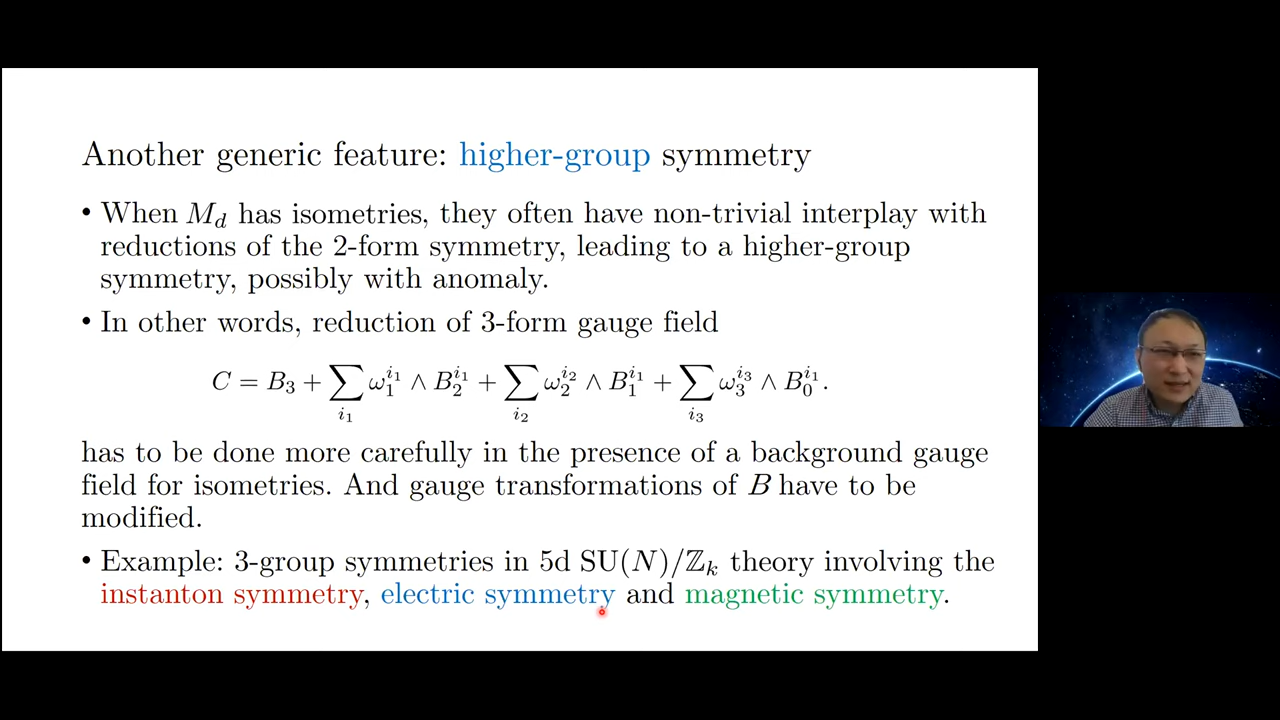 Another generic feature: higher-group symmetry
• When M_d has isometries, they often have non-trivial interplay with
reductions of the 2-form symmetry, leading to a higher-group
symmetry, possibly with anomaly.
• In other words, reduction of 3-form gauge field
C = B_3 + ∑_{i_1} ω_1^{i_1} ∧ B_2^{i_1} + ∑_{i_2} ω_2^{i_2} ∧ B_1^{i_1} + ∑_{i_3} ω_3^{i_3} ∧ B_0^{i_1}.
has to be done more carefully in the presence of a background gauge
field for isometries. And gauge transformations of B have to be
modified.
• Example: 3-group symmetries in 5d SU(N)/ℤ_k theory involving the
instanton symmetry, electric symmetry and magnetic symmetry.